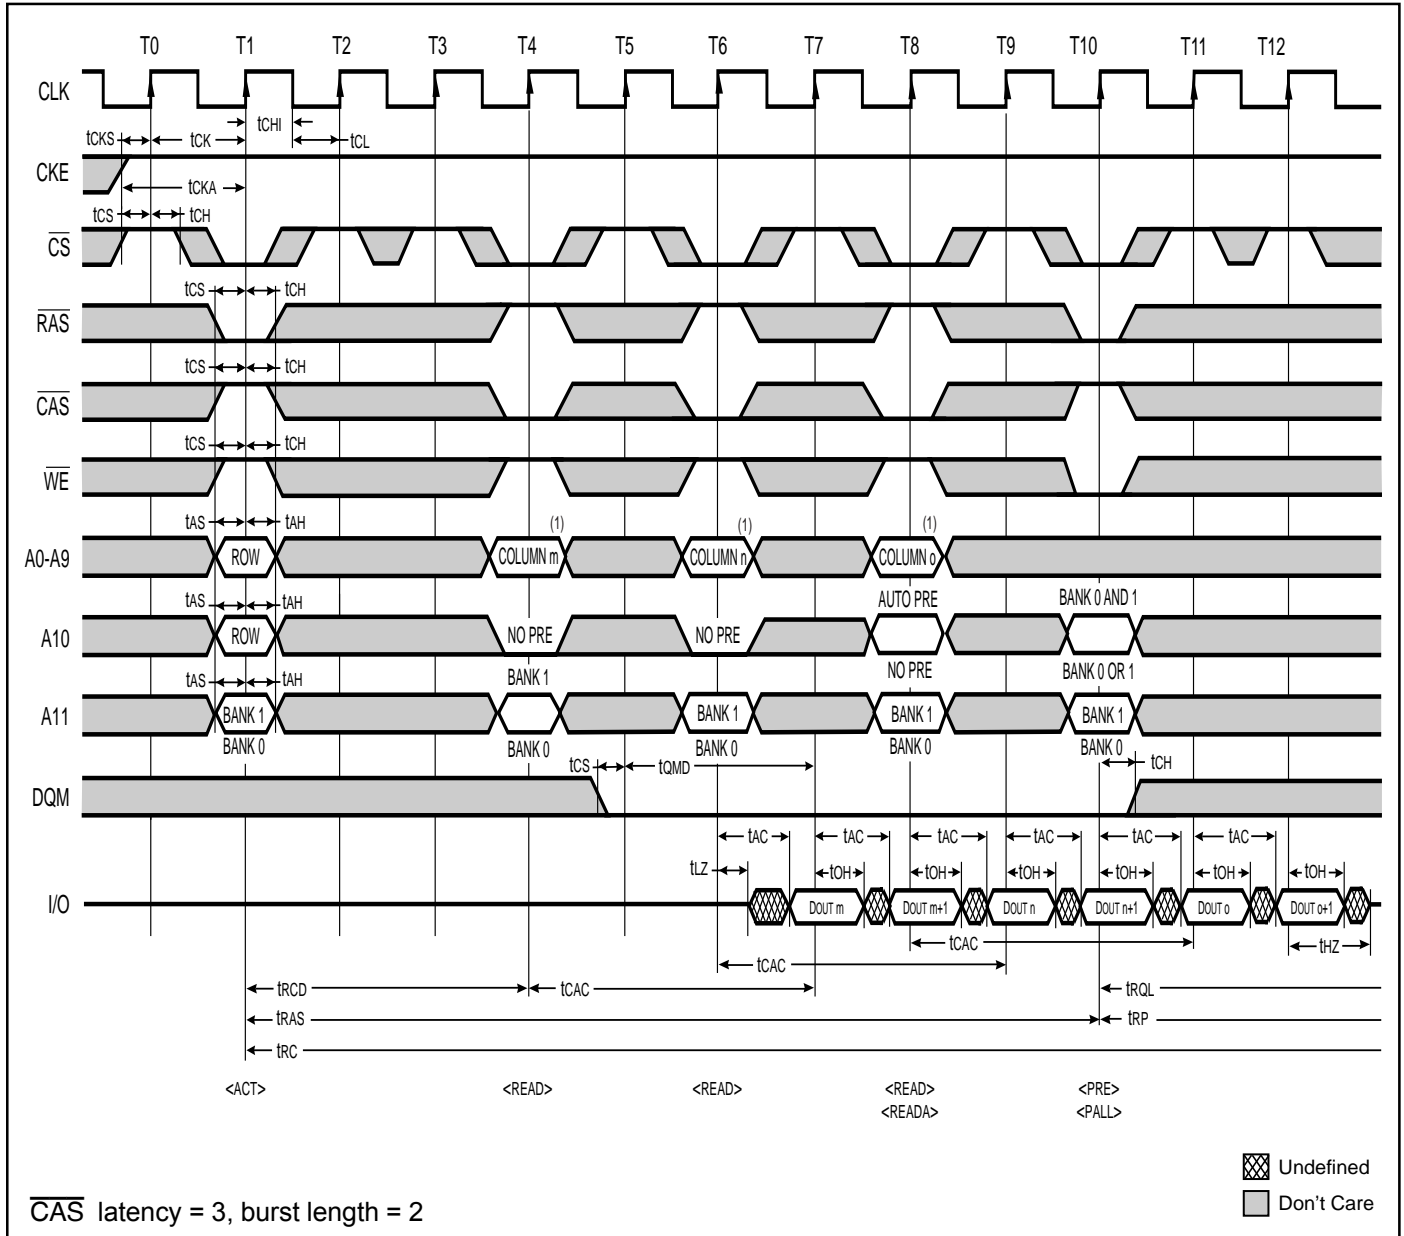 T0 T1 T2 T3 T4 T5 T6 T7 T8 T9 T10 T11 T12
CLK
tCHI
tCKS tCK tCL
CKE
tCKA
tCS tCH
CS
tCS tCH
RAS
tCS tCH
CAS
tCS tCH
WE
tAS tAH (1) (1) (1)
A0-A9 ROW COLUMN m COLUMN n COLUMN o
tAS tAH AUTO PRE BANK 0 AND 1
A10 ROW NO PRE NO PRE
BANK 1 NO PRE BANK 0 OR 1
tAS tAH
A11 BANK 1 BANK 1 BANK 1 BANK 1
BANK 0 BANK 0 BANK 0 BANK 0 BANK 0
tCS tQMD tCH
DQM
tAC tAC tAC tAC tAC tAC
tLZ tOH tOH tOH tOH tOH tOH
I/O DOUT m DOUT m+1 DOUT n DOUT n+1 DOUT o DOUT o+1
tCAC tHZ
tCAC
tRCD tCAC tRQL
tRAS tRP
tRC
<ACT> <READ> <READ> <READ> <PRE>
<READA> <PALL>
Undefined
Don't Care
CAS latency = 3, burst length = 2